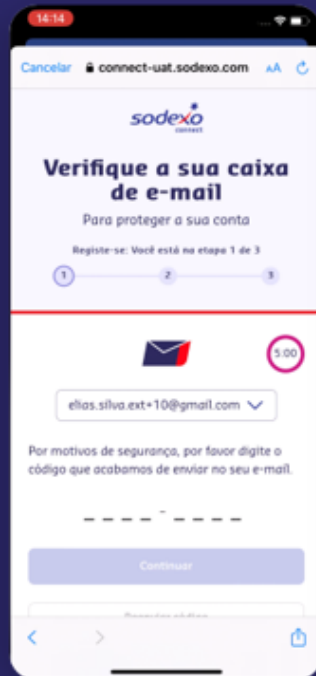 14:14
Cancelar connect-uat.sodexo.com AA
sodexo
connect
Verifique a sua caixa
de e-mail
Para proteger a sua conta
Registe-se: Você está na etapa 1 de 3
1 2 3
5:00
elias.silva.ext+10@gmail.com
Por motivos de segurança, por favor digite o
código que acabamos de enviar no seu e-mail.
_ _ _ _ - _ _ _ _
Continuar